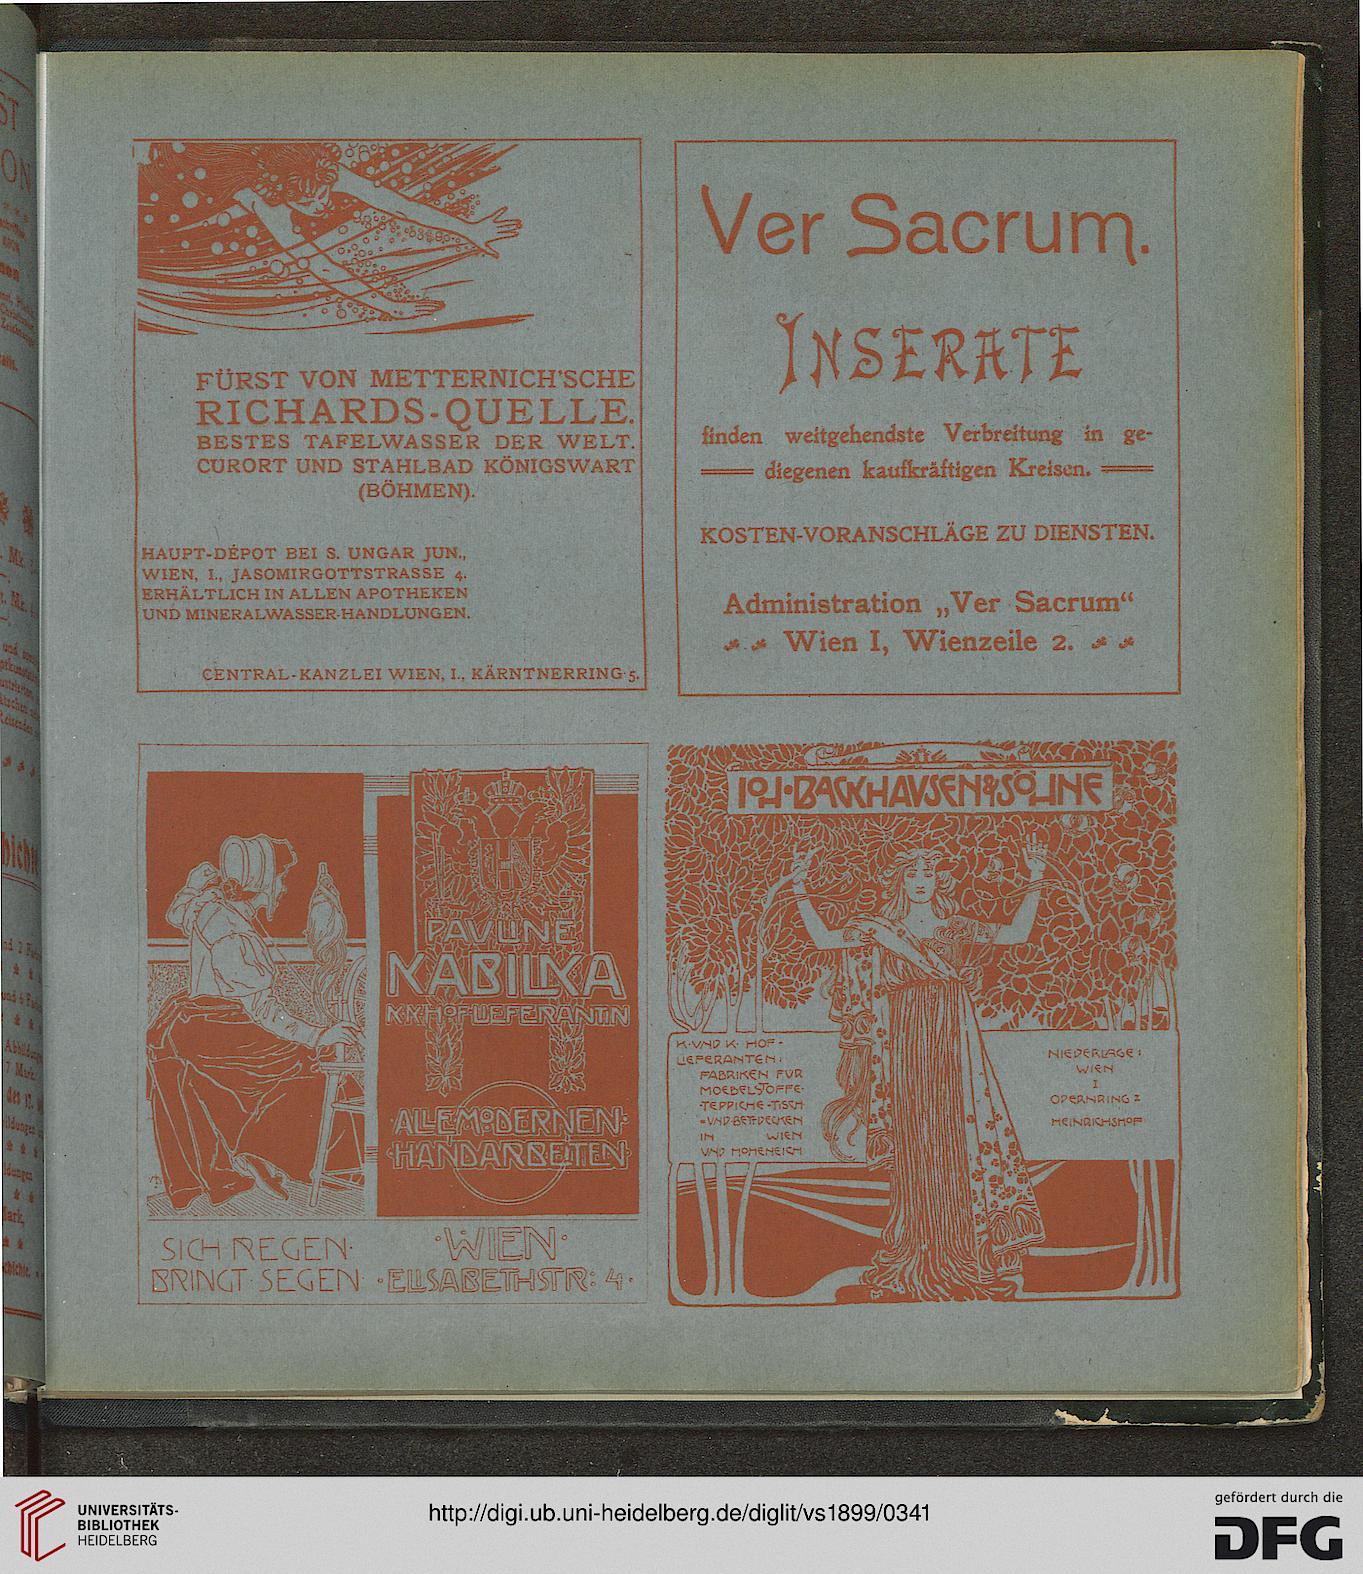 FÜRST VON METTERNICH'SCHE
RICHARDS-QUELLE.
BESTES TAFELWASSER DER WELT.
CURORT UND STAHLBAD KÖNIGSWART
(BÖHMEN).
HAUPT-DÉPOT BEI S. UNGAR JUN.,
WIEN, I., JASOMIRGOTTSTRASSE 4.
ERHÄLTLICH IN ALLEN APOTHEKEN
UND MINERALWASSER-HANDLUNGEN.
CENTRAL-KANZLEI WIEN, I., KÄRNTNERRING 5.
Ver Sacrum.
INSERATE
finden weitgehendste Verbreitung in ge-
diegenen kaufkräftigen Kreisen.
KOSTEN-VORANSCHLÄGE ZU DIENSTEN.
Administration „Ver Sacrum“
Wien I, Wienzeile 2.
PAULINE
KABILKA
K.K. HOF-LIEFERANTIN
·ALLE MODERNEN·
·HANDARBEITEN·
SICH REGEN·
BRINGT·SEGEN
·WIEN·
·ELISABETHSTR: 4·
JOH·BACKHAUSEN&SÖHNE
K·UND K· HOF-
LIEFERANTEN:
FABRIKEN FUR
MOEBELSTOFFE·
·TEPPICHE·TISCH
=UND·BETTDECKEN
IN WIEN
UND HOHENEICH
NIEDERLAGE:
WIEN
I
OPERNRING
HEINRICHSHOF
UNIVERSITÄTS-
BIBLIOTHEK
HEIDELBERG
http://digi.ub.uni-heidelberg.de/diglit/vs1899/0341
gefördert durch die
DFG